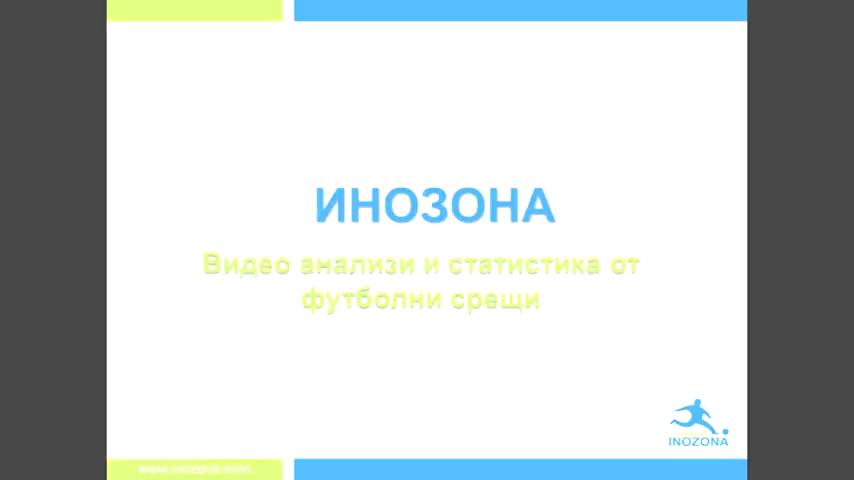 ИНОЗОНА
Видео анализи и статистика от
футболни срещи
INOZONA
www.inozona.com